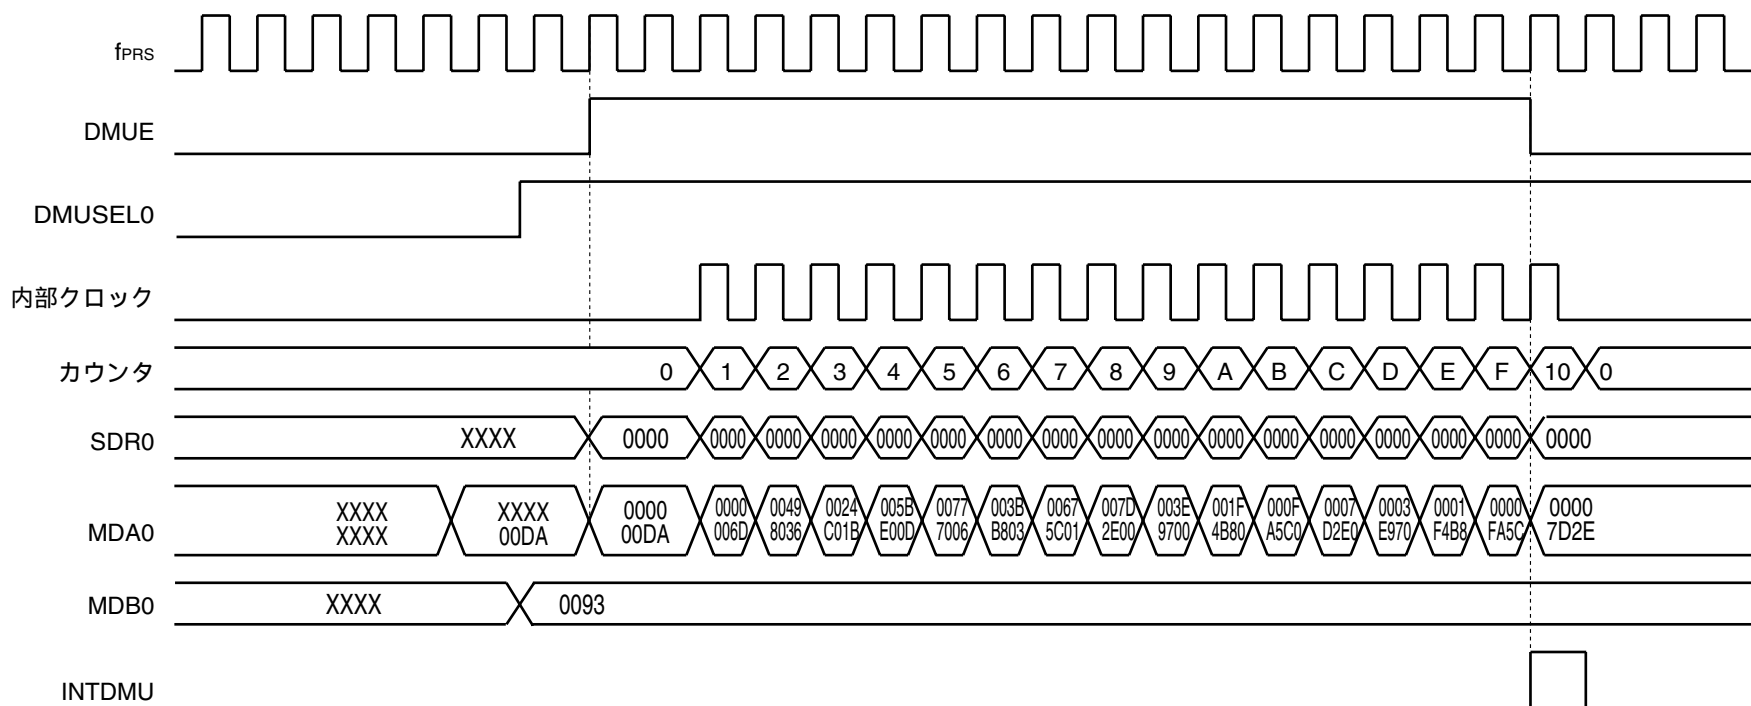 fPRS
DMUE
DMUSEL0
内部クロック
カウンタ 0 1 2 3 4 5 6 7 8 9 A B C D E F 10 0
SDR0 XXXX 0000 0000 0000 0000 0000 0000 0000 0000 0000 0000 0000 0000 0000 0000 0000 0000 0000
XXXX XXXX 0000 0000 0049 0024 005B 0077 003B 0067 007D 003E 001F 000F 0007 0003 0001 0000 0000
MDA0 XXXX 00DA 00DA 006D 8036 C01B E00D 7006 B803 5C01 2E00 9700 4B80 A5C0 D2E0 E970 F4B8 FA5C 7D2E
MDB0 XXXX 0093
INTDMU